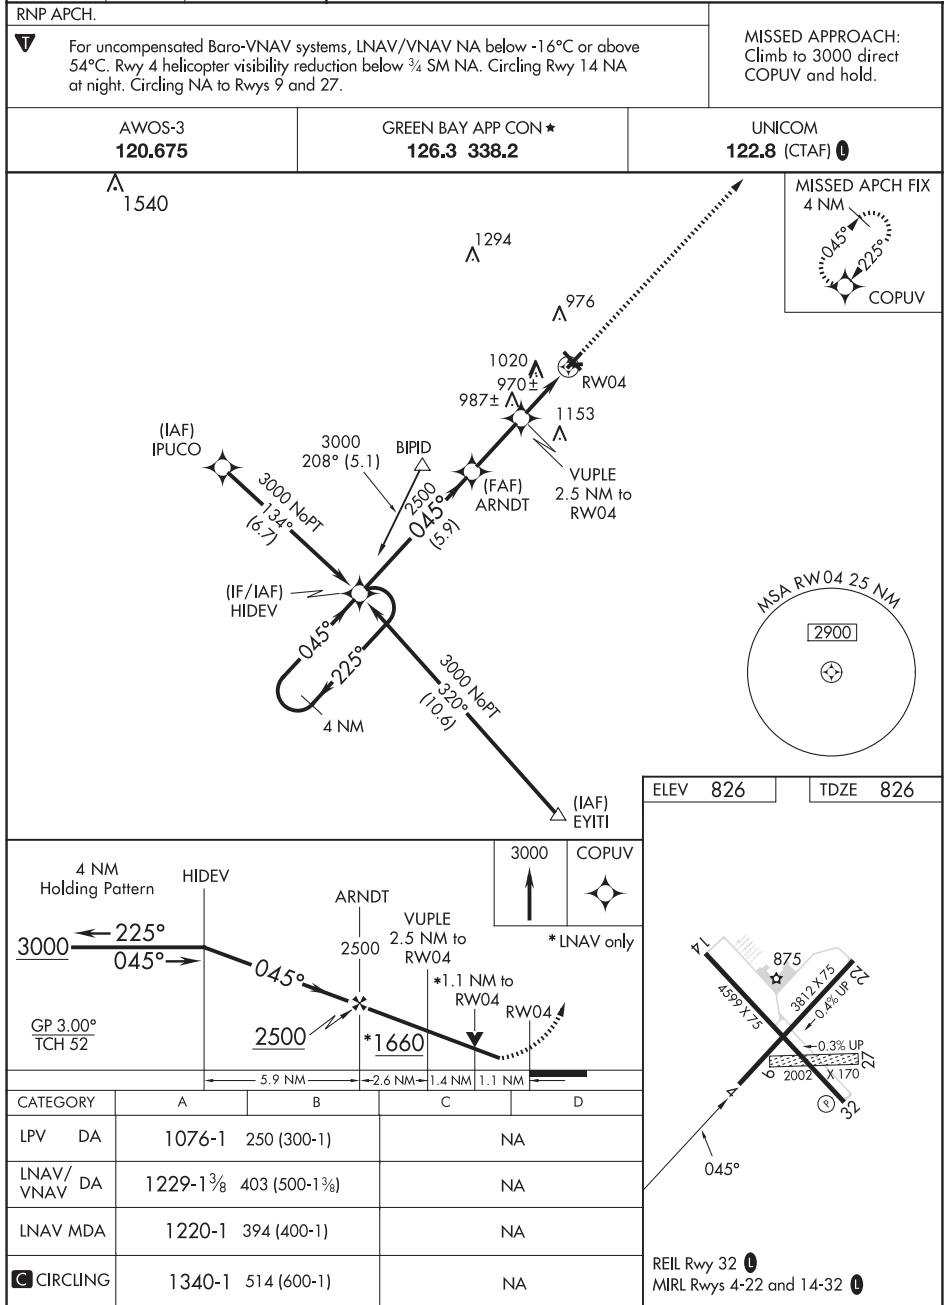 RNP APCH.
T
For uncompensated Baro-VNAV systems, LNAV/VNAV NA below -16°C or above
54°C. Rwy 4 helicopter visibility reduction below ¾ SM NA. Circling Rwy 14 NA
at night. Circling NA to Rwys 9 and 27.
MISSED APPROACH:
Climb to 3000 direct
COPUV and hold.
AWOS-3
120.675
GREEN BAY APP CON ★
126.3 338.2
UNICOM
122.8 (CTAF) L
1540
1294
976
1020
970±
987±
RW04
1153
MISSED APCH FIX
4 NM
045°
225°
COPUV
(IAF)
IPUCO
3000
208° (5.1)
BIPID
3000 NoPT
134°
(6.7)
2500
045°
(5.9)
(FAF)
ARNDT
VUPLE
2.5 NM to
RW04
(IF/IAF)
HIDEV
045°
225°
4 NM
3000 NoPT
320°
(10.6)
(IAF)
EYITI
MSA RW04 25 NM
2900
ELEV 826
TDZE 826
4 NM
Holding Pattern
HIDEV
ARNDT
2500
VUPLE
2.5 NM to
RW04
*1.1 NM to
RW04
RW04
3000
COPUV
* LNAV only
3000
225°
045°
045°
2500
*1660
GP 3.00°
TCH 52
5.9 NM
2.6 NM
1.4 NM
1.1 NM
14
875
22
4599 X 75
3812 X 75
0.4% UP
0.3% UP
9
2002 X 170
27
4
P
32
045°
REIL Rwy 32 L
MIRL Rwys 4-22 and 14-32 L
CATEGORY A B C D
LPV DA 1076-1 250 (300-1) NA
LNAV/
VNAV DA 1229-1⅜ 403 (500-1⅜) NA
LNAV MDA 1220-1 394 (400-1) NA
C CIRCLING 1340-1 514 (600-1) NA